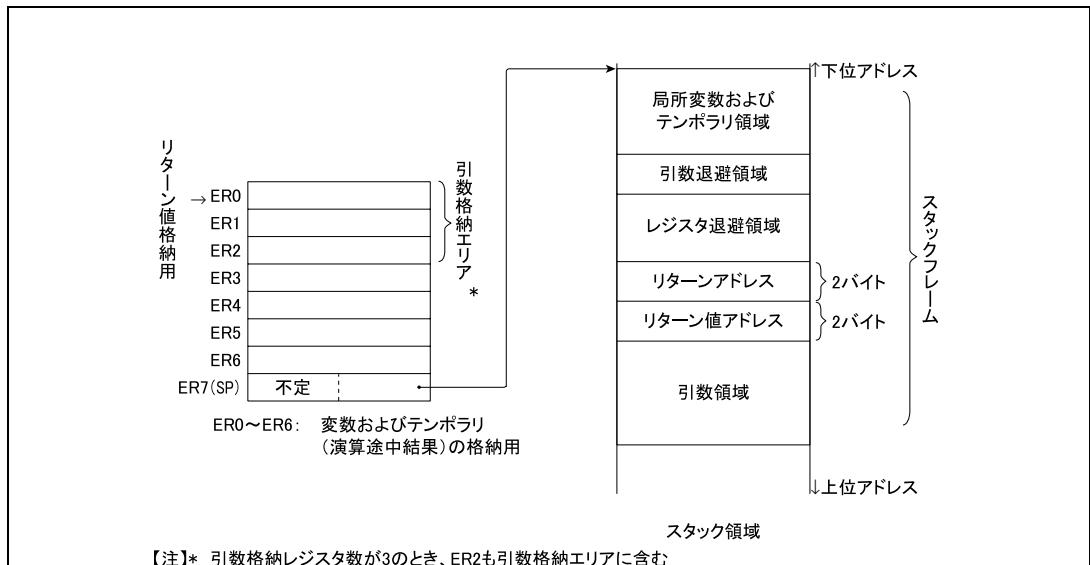 リターン値格納用
→ER0
ER1
ER2
ER3
ER4
ER5
ER6
ER7(SP)
不定
引数格納エリア*
ER0～ER6: 変数およびテンポラリ
(演算途中結果)の格納用
↑下位アドレス
局所変数および
テンポラリ領域
引数退避領域
レジスタ退避領域
リターンアドレス
2バイト
リターン値アドレス
2バイト
引数領域
スタックフレーム
↓上位アドレス
スタック領域
【注】* 引数格納レジスタ数が3のとき、ER2も引数格納エリアに含む